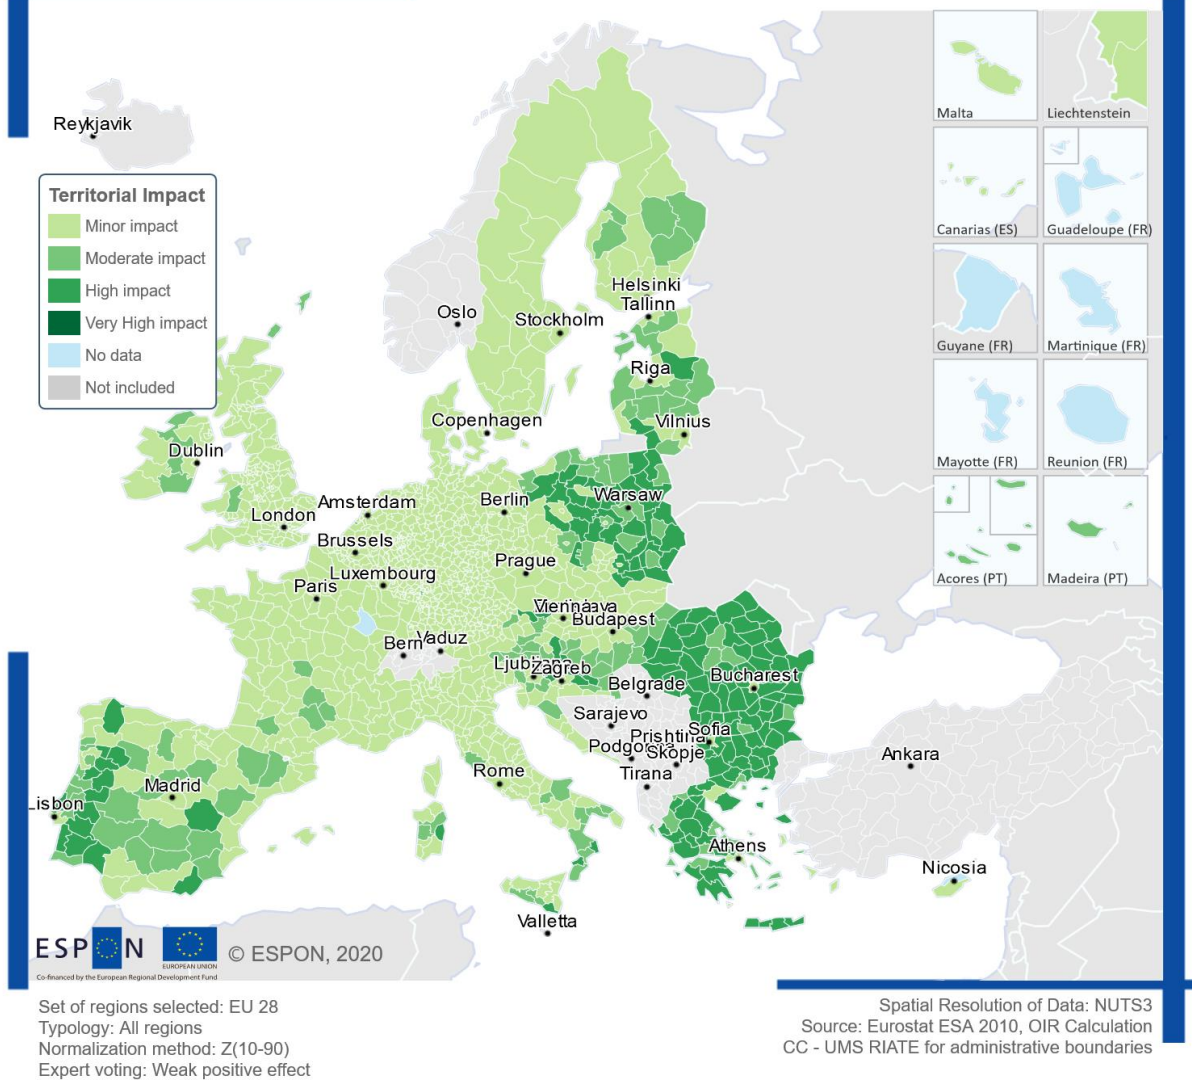 Reykjavik
Territorial Impact
Minor impact
Moderate impact
High impact
Very High impact
No data
Not included
Malta
Liechtenstein
Canarias (ES)
Guadeloupe (FR)
Guyane (FR)
Martinique (FR)
Mayotte (FR)
Reunion (FR)
Acores (PT)
Madeira (PT)
Helsinki
Tallinn
Oslo
Stockholm
Riga
Copenhagen
Vilnius
Dublin
London
Amsterdam
Berlin
Warsaw
Brussels
Luxembourg
Paris
Prague
Budapest
Bern
Vaduz
Zagreb
Belgrade
Bucharest
Sarajevo
Sofia
Skopje
Tirana
Ankara
Madrid
Lisbon
Rome
Athens
Nicosia
Valletta
ESPON
EUROPEAN UNION
Co-financed by the European Regional Development Fund
© ESPON, 2020
Set of regions selected: EU 28
Typology: All regions
Normalization method: Z(10-90)
Expert voting: Weak positive effect
Spatial Resolution of Data: NUTS3
Source: Eurostat ESA 2010, OIR Calculation
CC - UMS RIATE for administrative boundaries